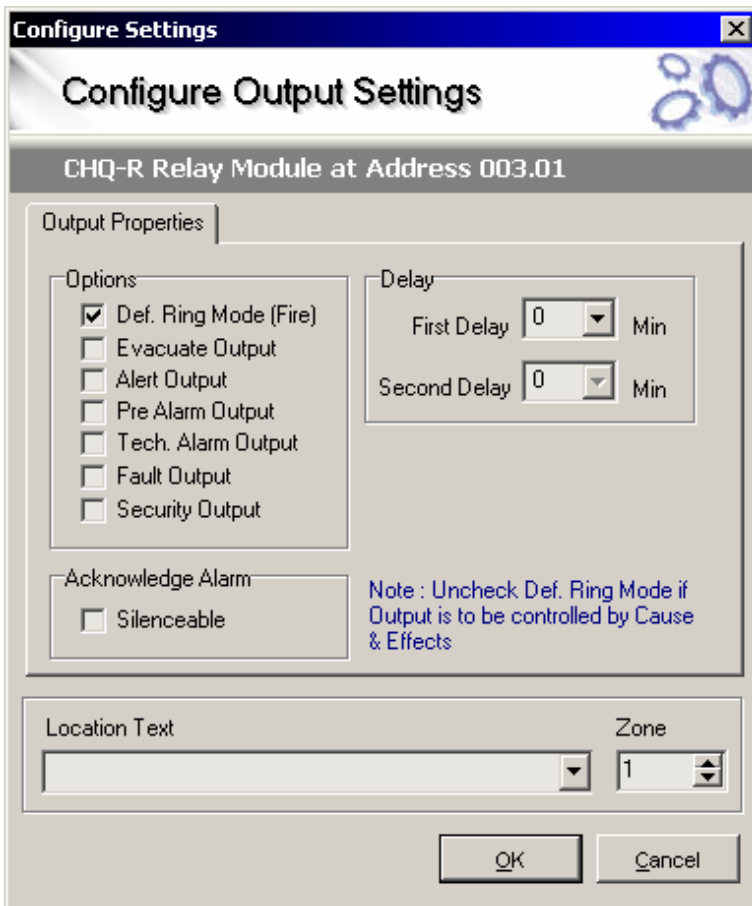 Configure Settings
Configure Output Settings
CHQ-R Relay Module at Address 003.01
Output Properties
Options
Def. Ring Mode (Fire)
Evacuate Output
Alert Output
Pre Alarm Output
Tech. Alarm Output
Fault Output
Security Output
Delay
First Delay 0 Min
Second Delay 0 Min
Acknowledge Alarm
Silenceable
Note : Uncheck Def. Ring Mode if
Output is to be controlled by Cause
& Effects
Location Text
Zone
1
OK
Cancel